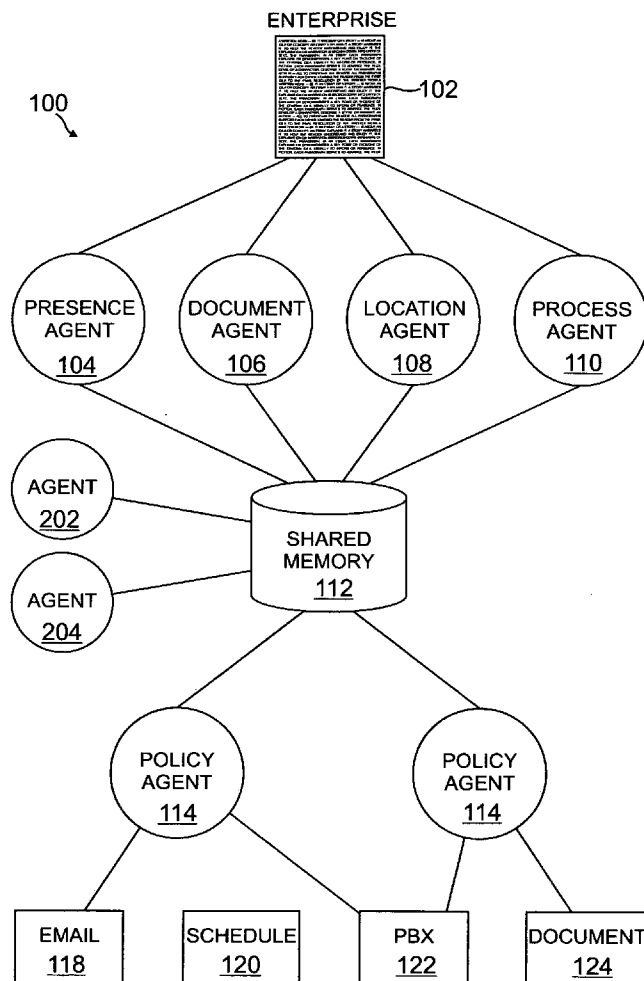 ENTERPRISE
102
100
PRESENCE
AGENT
104
DOCUMENT
AGENT
106
LOCATION
AGENT
108
PROCESS
AGENT
110
AGENT
202
SHARED
MEMORY
112
AGENT
204
POLICY
AGENT
114
POLICY
AGENT
114
EMAIL
118
SCHEDULE
120
PBX
122
DOCUMENT
124